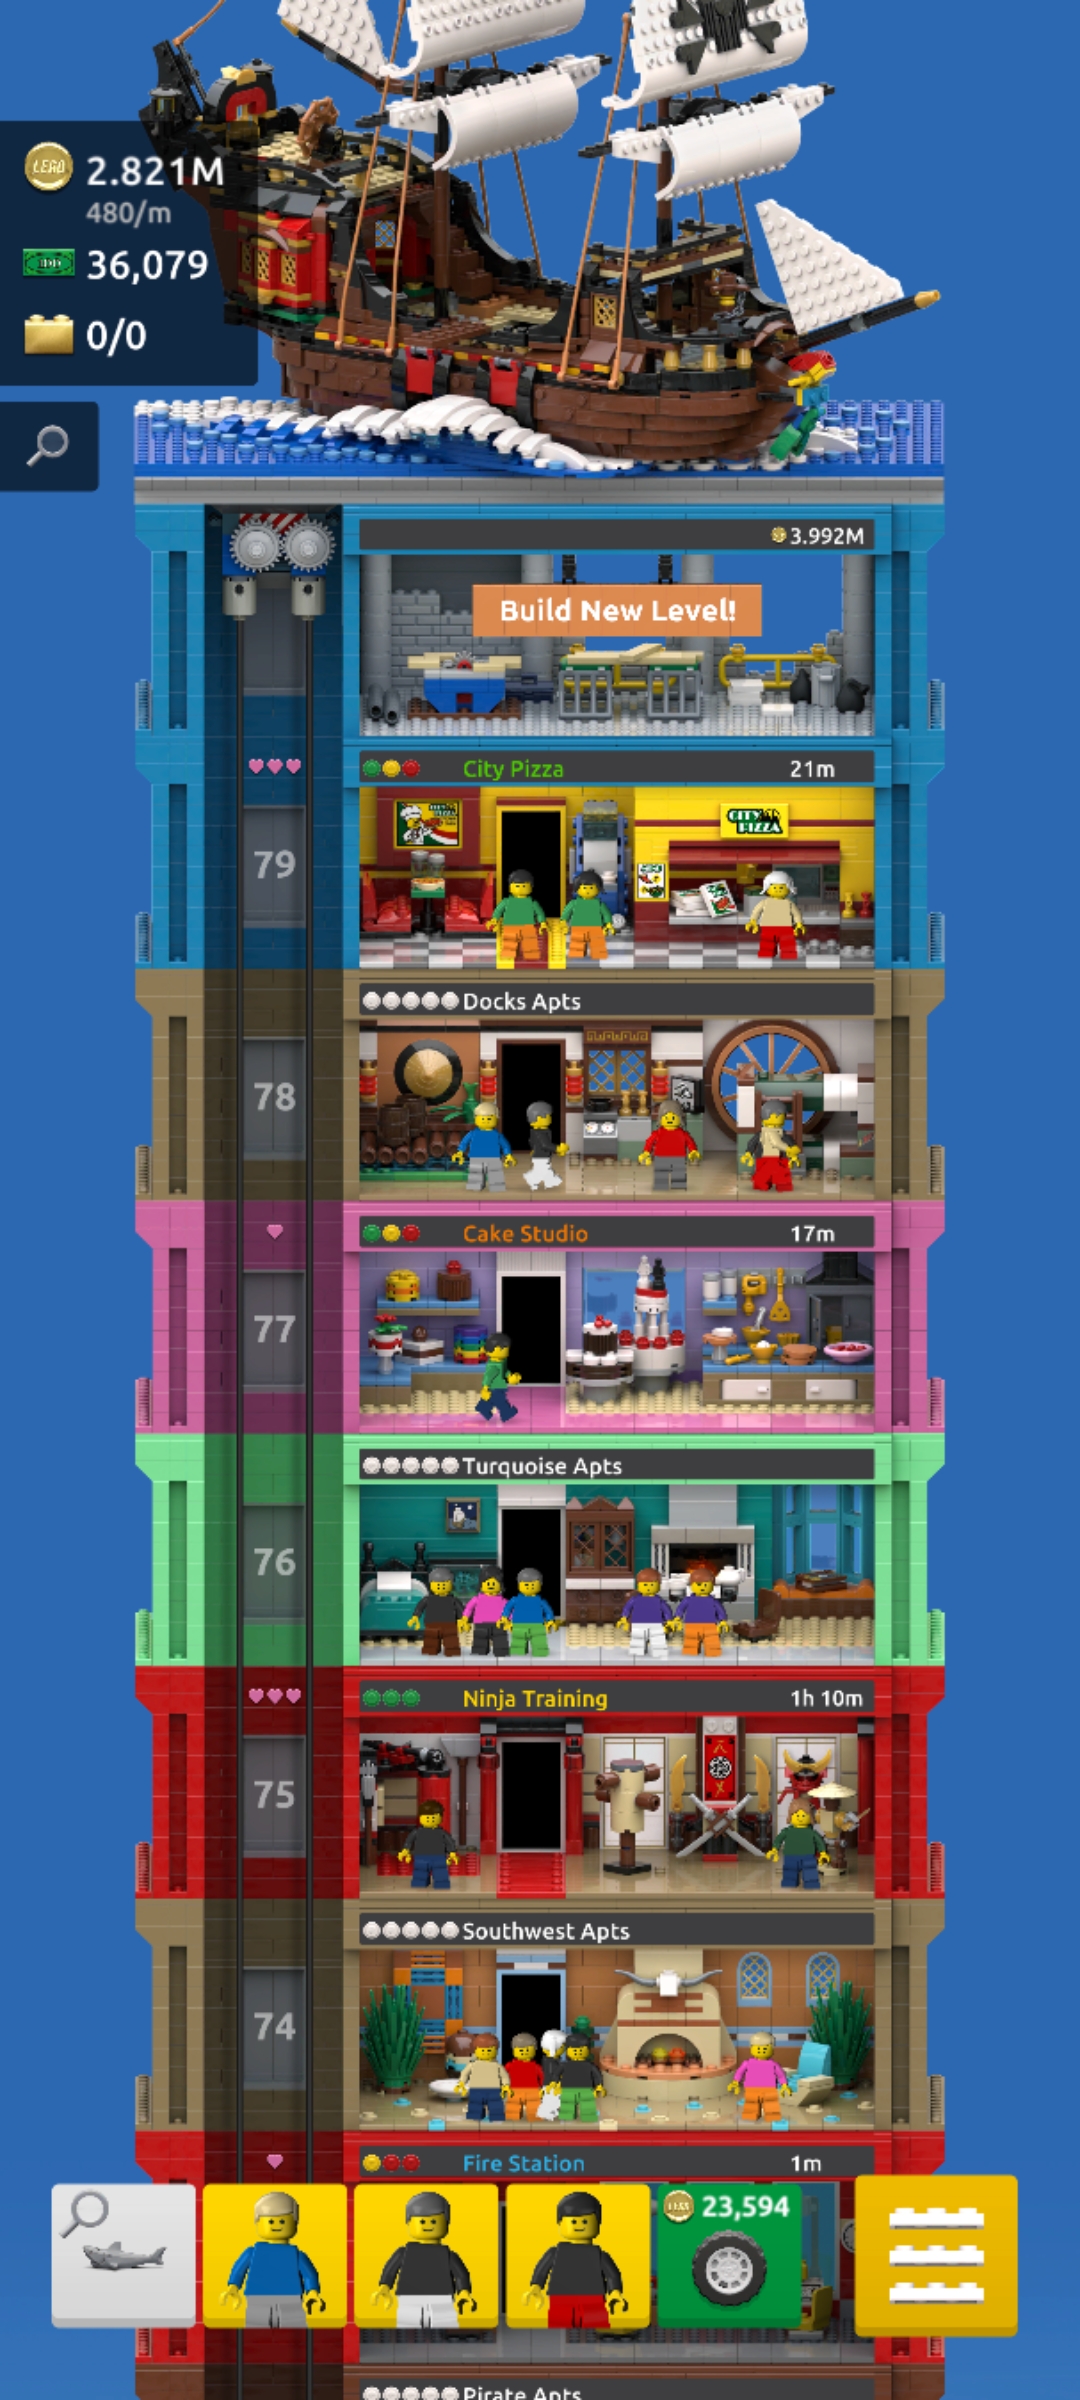 LEGO 2.821M
480/m
36,079
0/0
3.992M
Build New Level!
City Pizza 21m
CITY PIZZA
79
Docks Apts
78
Cake Studio 17m
77
Turquoise Apts
76
Ninja Training 1h 10m
75
Southwest Apts
74
Fire Station 1m
LEGO 23,594
Pirate Apts